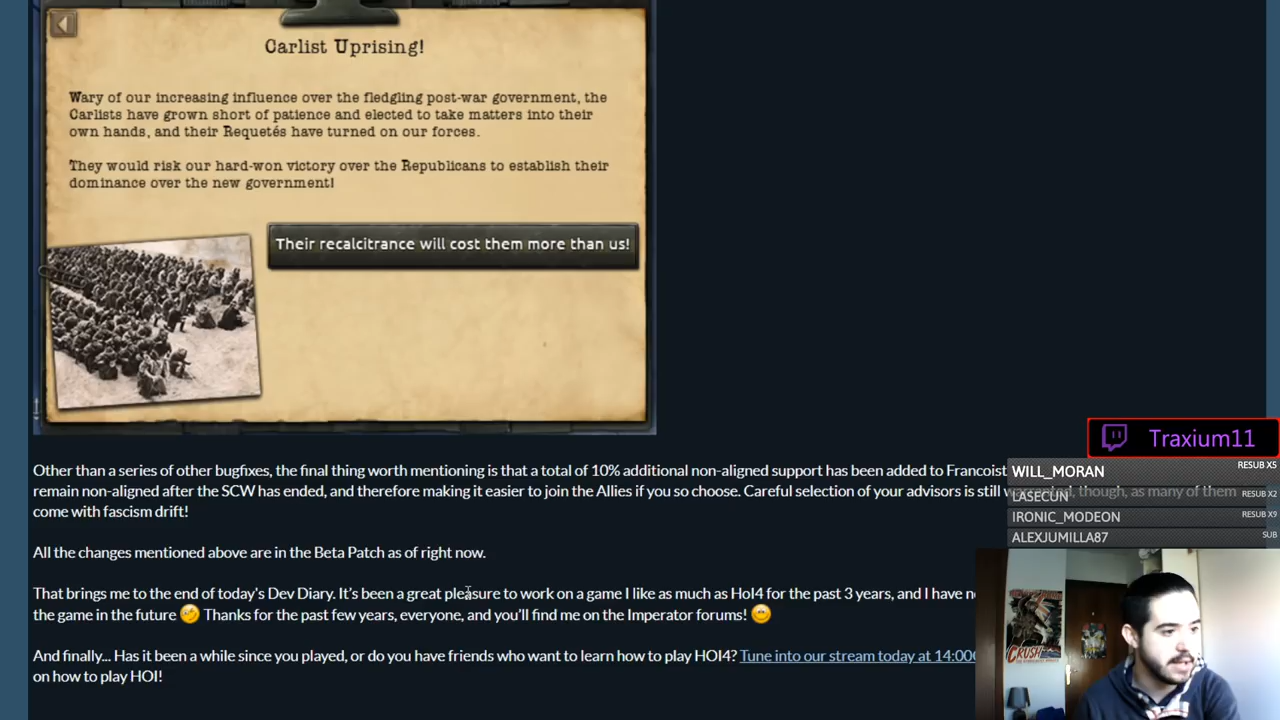 Carlist Uprising!
Wary of our increasing influence over the fledgling post-war government, the
Carlists have grown short of patience and elected to take matters into their
own hands, and their Requetés have turned on our forces.
They would risk our hard-won victory over the Republicans to establish their
dominance over the new government!
Their recalcitrance will cost them more than us!
Other than a series of other bugfixes, the final thing worth mentioning is that a total of 10% additional non-aligned support has been added to Francoist
remain non-aligned after the SCW has ended, and therefore making it easier to join the Allies if you so choose. Careful selection of your advisors is still though, as many of them
come with fascism drift!
All the changes mentioned above are in the Beta Patch as of right now.
That brings me to the end of today's Dev Diary. It's been a great pleasure to work on a game I like as much as HoI4 for the past 3 years, and I have
the game in the future Thanks for the past few years, everyone, and you'll find me on the Imperator forums!
And finally... Has it been a while since you played, or do you have friends who want to learn how to play HOI4? Tune into our stream today at
on how to play HOI!
Traxium11
WILL_MORAN RESUB X5
LASECUN RESUB X2
IRONIC_MODEON RESUB X9
ALEXJUMILLA87 SUB
CRUSH